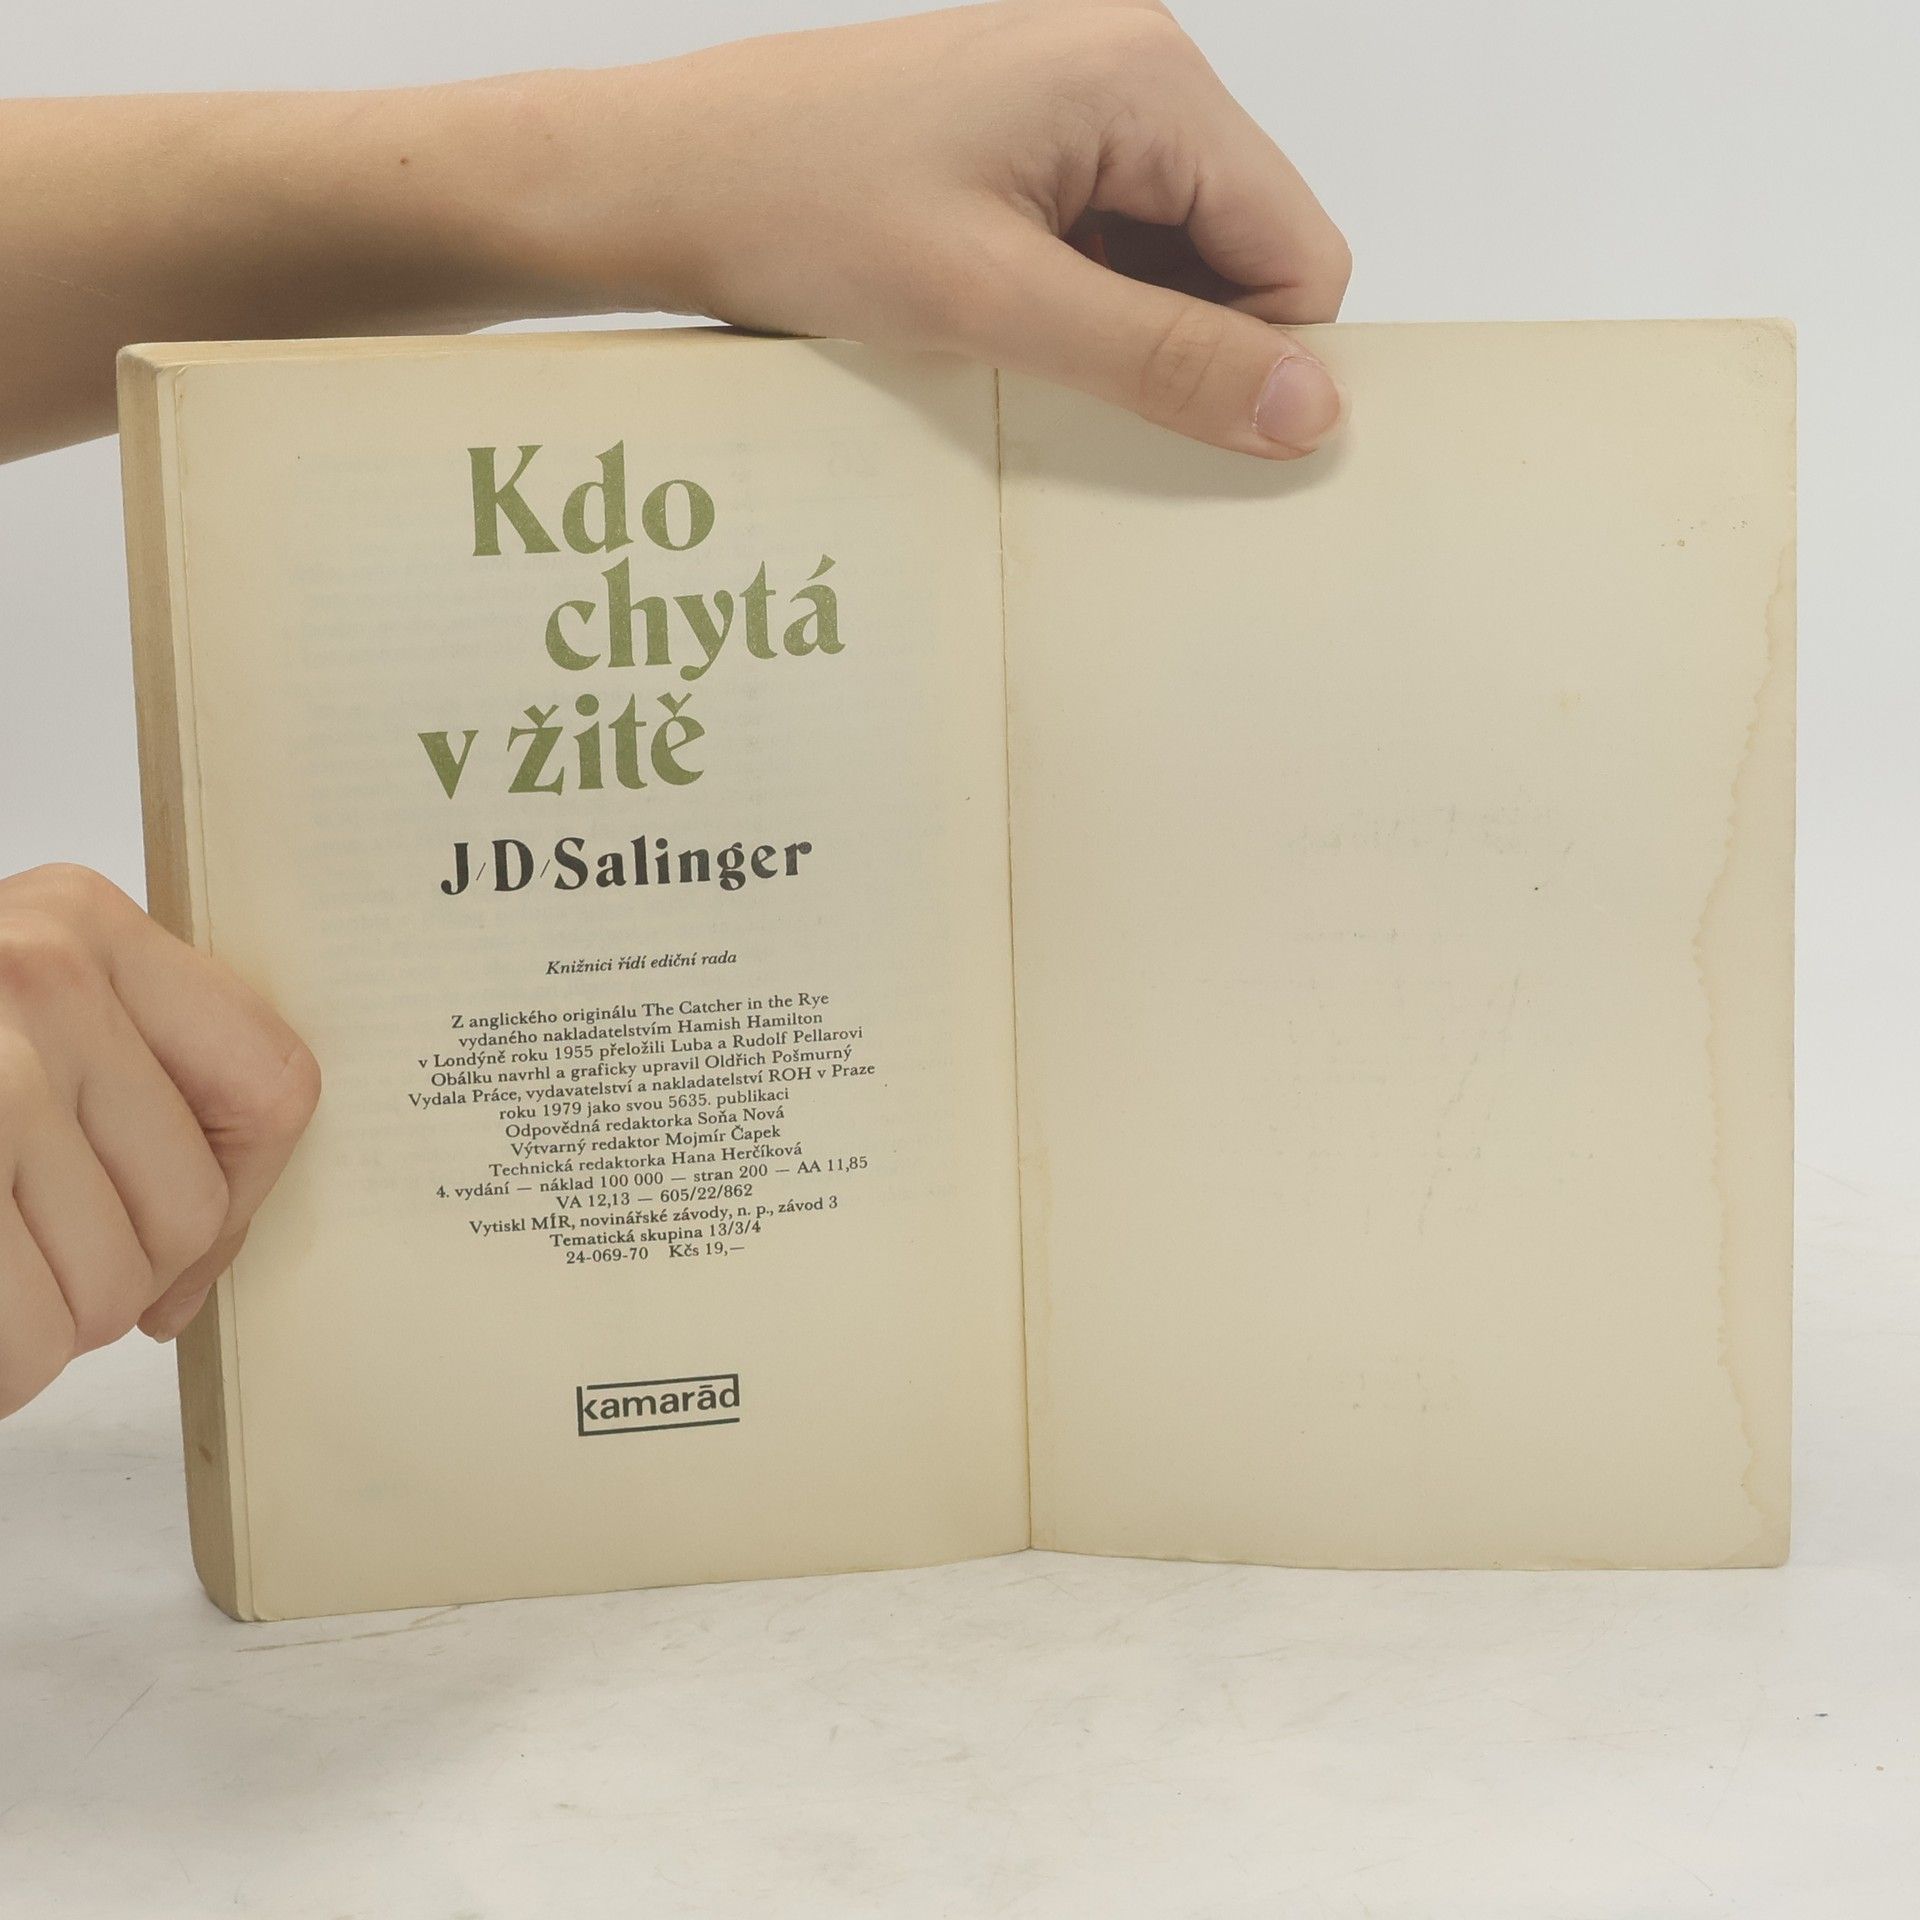 Kdo
chytá
v žitě
J/D/Salinger
Knižnici řídí ediční rada
Z anglického originálu The Catcher in the Rye
vydaného nakladatelstvím Hamish Hamilton
v Londýně roku 1955 přeložili Luba a Rudolf Pellarovi
Obálku navrhl a graficky upravil Oldřich Pošmurný
Vydala Práce, vydavatelství a nakladatelství ROH v Praze
roku 1979 jako svou 5635. publikaci
Odpovědná redaktorka Soňa Nová
Výtvarný redaktor Mojmír Čapek
Technická redaktorka Hana Herčíková
4. vydání — náklad 100 000 — stran 200 — AA 11,85
VA 12,13 — 605/22/862
Vytiskl MÍR, novinářské závody, n. p., závod 3
Tematická skupina 13/3/4
24-069-70 Kčs 19,—
kamarād